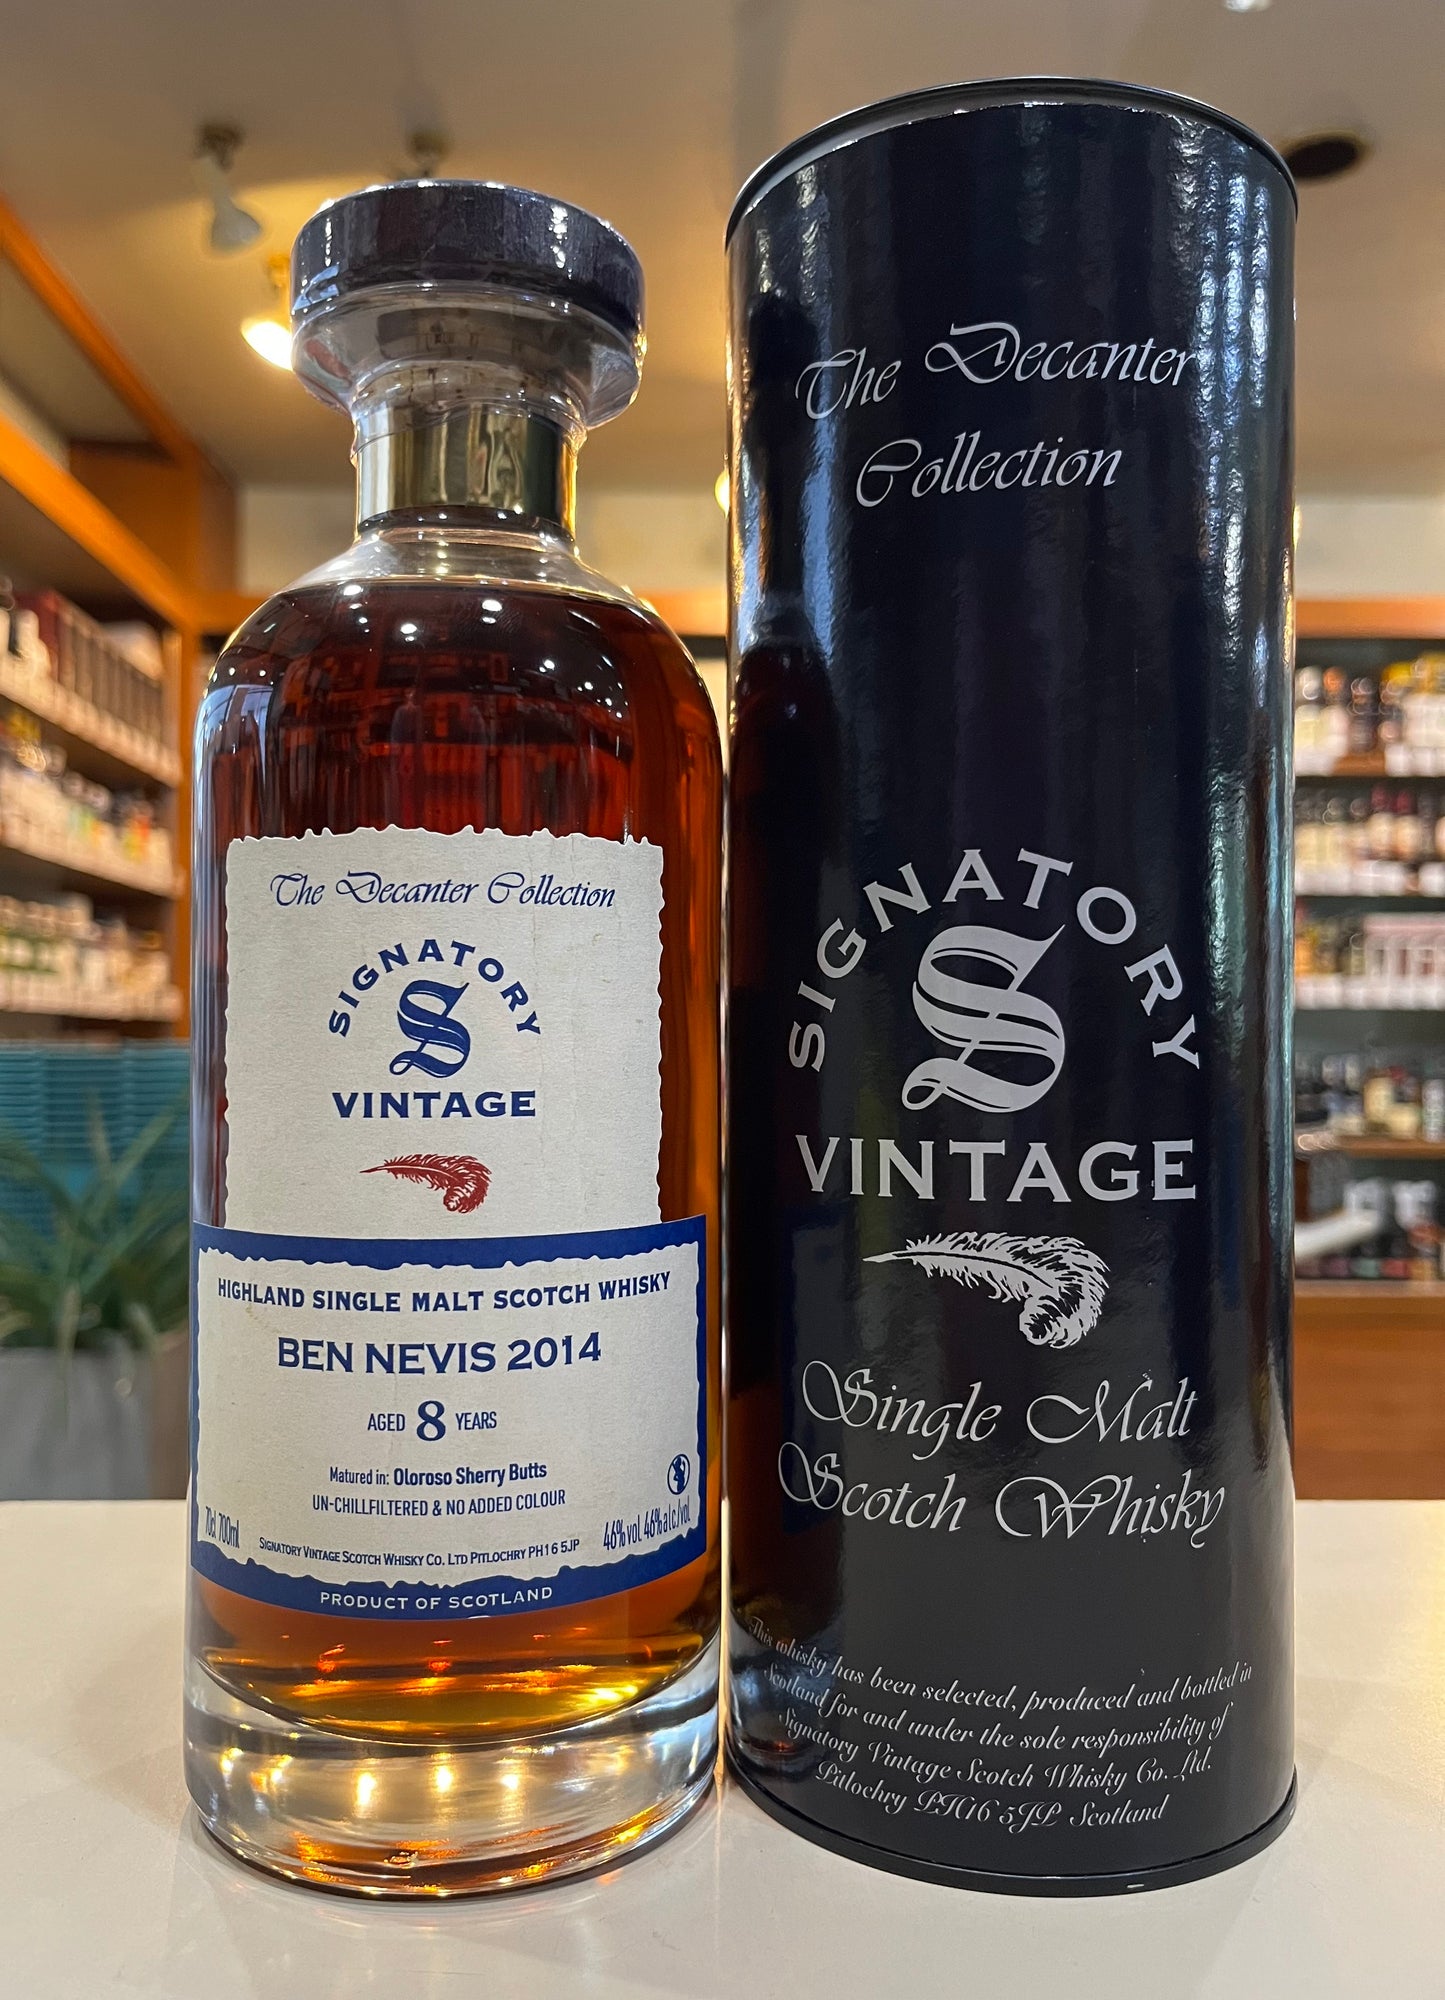 The Decanter Collection
SIGNATORY
S
VINTAGE
HIGHLAND SINGLE MALT SCOTCH WHISKY
BEN NEVIS 2014
AGED 8 YEARS
Matured in: Oloroso Sherry Butts
UN-CHILLFILTERED & NO ADDED COLOUR
70cl 700ml
SIGNATORY VINTAGE SCOTCH WHISKY CO. LTD PITLOCHRY PH16 5JP
46%vol 46%alc/vol
PRODUCT OF SCOTLAND
The Decanter
Collection
SIGNATORY
S
VINTAGE
Single Malt
Scotch Whisky
This whisky has been selected, produced and bottled in
Scotland for and under the sole responsibility of
Signatory Vintage Scotch Whisky Co. Ltd.
Pitlochry PH16 5JP Scotland